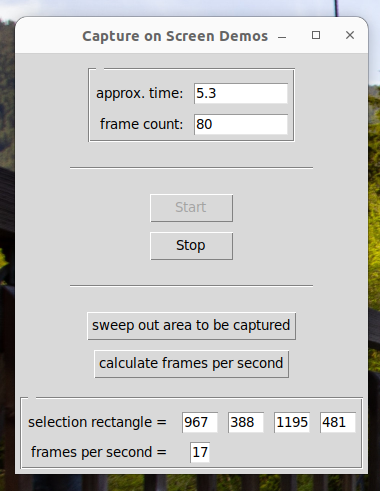 Capture on Screen Demos
approx. time: 5.3
frame count: 80
Start
Stop
sweep out area to be captured
calculate frames per second
selection rectangle = 967 388 1195 481
frames per second = 17